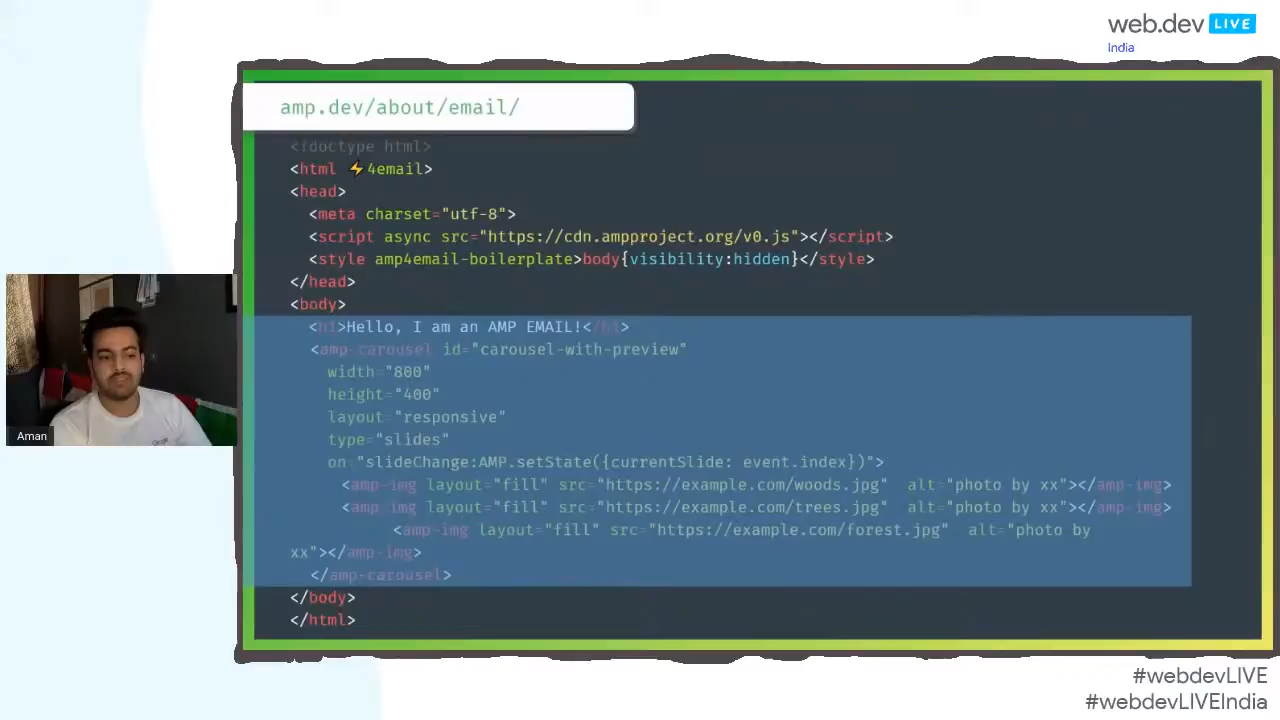 web.dev LIVE
India
amp.dev/about/email/
<!doctype html>
<html ⚡4email>
<head>
<meta charset="utf-8">
<script async src="https://cdn.ampproject.org/v0.js"></script>
<style amp4email-boilerplate>body{visibility:hidden}</style>
</head>
<body>
<h1>Hello, I am an AMP EMAIL!</h1>
<amp-carousel id="carousel-with-preview"
width="800"
height="400"
layout="responsive"
type="slides"
on="slideChange:AMP.setState({currentSlide: event.index})">
<amp-img layout="fill" src="https://example.com/woods.jpg" alt="photo by xx"></amp-img>
<amp-img layout="fill" src="https://example.com/trees.jpg" alt="photo by xx"></amp-img>
<amp-img layout="fill" src="https://example.com/forest.jpg" alt="photo by
xx"></amp-img>
</amp-carousel>
</body>
</html>
Aman
#webdevLIVE
#webdevLIVEIndia